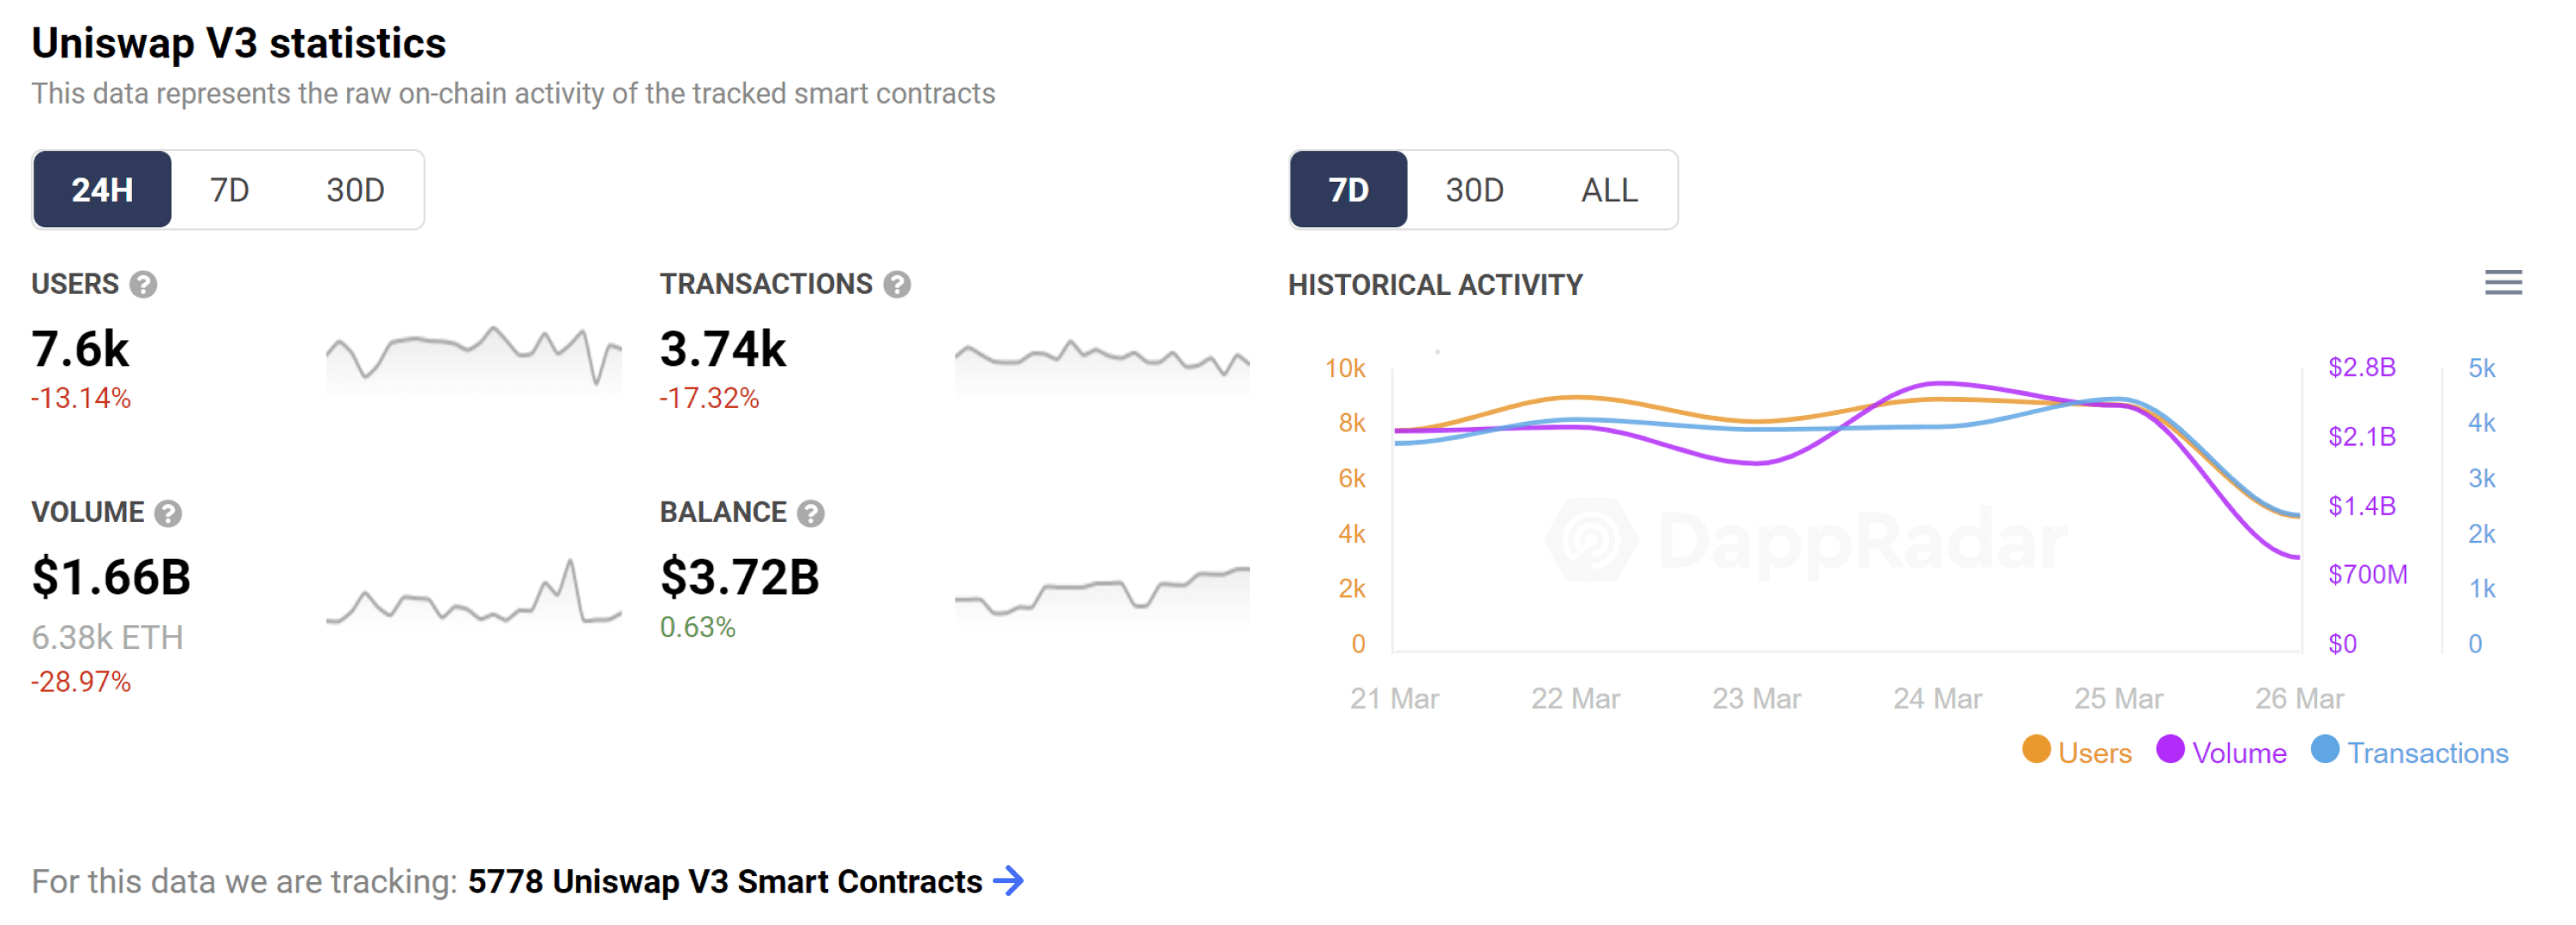 Uniswap V3 statistics
This data represents the raw on-chain activity of the tracked smart contracts
24H 7D 30D
USERS ?
7.6k
-13.14%
TRANSACTIONS ?
3.74k
-17.32%
VOLUME ?
$1.66B
6.38k ETH
-28.97%
BALANCE ?
$3.72B
0.63%
7D 30D ALL
HISTORICAL ACTIVITY
10k
8k
6k
4k
2k
0
DappRadar
$2.8B
$2.1B
$1.4B
$700M
$0
5k
4k
3k
2k
1k
0
21 Mar 22 Mar 23 Mar 24 Mar 25 Mar 26 Mar
Users Volume Transactions
For this data we are tracking: 5778 Uniswap V3 Smart Contracts →